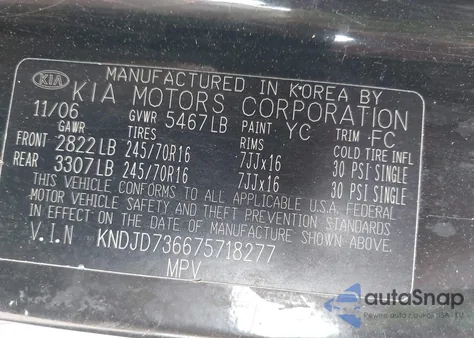 MANUFACTURED IN KOREA BY
KIA KIA MOTORS CORPORATION
11/06 GVWR 5467LB PAINT YC TRIM FC
GAWR TIRES RIMS COLD TIRE INFL
FRONT 2822LB 245/70R16 7JJx16 30 PSI SINGLE
REAR 3307LB 245/70R16 7JJx16 30 PSI SINGLE
THIS VEHICLE CONFORMS TO ALL APPLICABLE U.S.A. FEDERAL
MOTOR VEHICLE SAFETY AND THEFT PREVENTION STANDARDS
IN EFFECT ON THE DATE OF MANUFACTURE SHOWN ABOVE.
V.I.N KNDJD736675718277
MPV
autoSnap